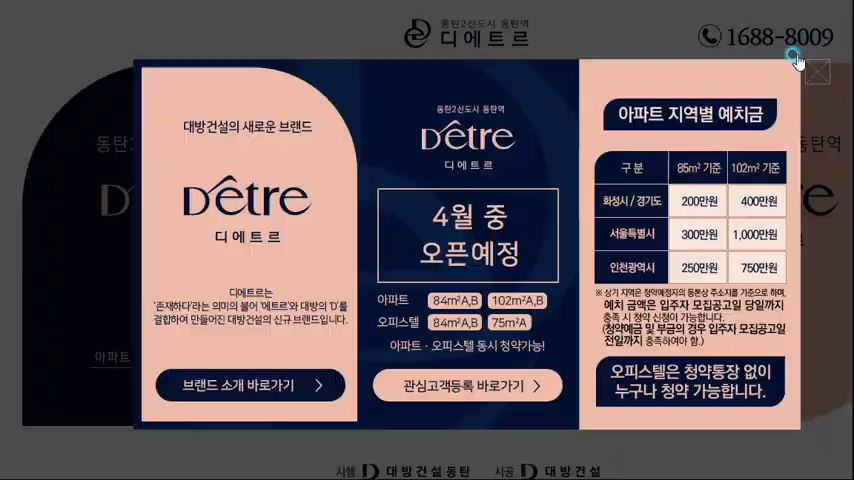 동탄2신도시 동탄역
디에트르
1688-8009
대방건설의 새로운 브랜드
D'être
디에트르
디에트르는
'존재하다'라는 의미의 불어 '에트르'와 대방의 'D'를
결합하여 만들어진 대방건설의 신규 브랜드입니다.
브랜드 소개 바로가기
동탄2신도시 동탄역
D'être
디에트르
4월 중
오픈예정
아파트 84m²A,B 102m²A,B
오피스텔 84m²A,B 75m²A
아파트 · 오피스텔 동시 청약가능!
관심고객등록 바로가기
아파트 지역별 예치금
구 분 85m² 기준 102m² 기준
화성시 / 경기도 200만원 400만원
서울특별시 300만원 1,000만원
인천광역시 250만원 750만원
※ 상기 지역은 청약예정자의 등본상 주소지를 기준으로 하며,
예치 금액은 입주자 모집공고일 당일까지
충족 시 청약 신청이 가능합니다.
(청약예금 및 부금의 경우 입주자 모집공고일
전일까지 충족하여야 함.)
오피스텔은 청약통장 없이
누구나 청약 가능합니다.
동탄2
탄역
아파트
시행 D 대방건설동탄 시공 D 대방건설